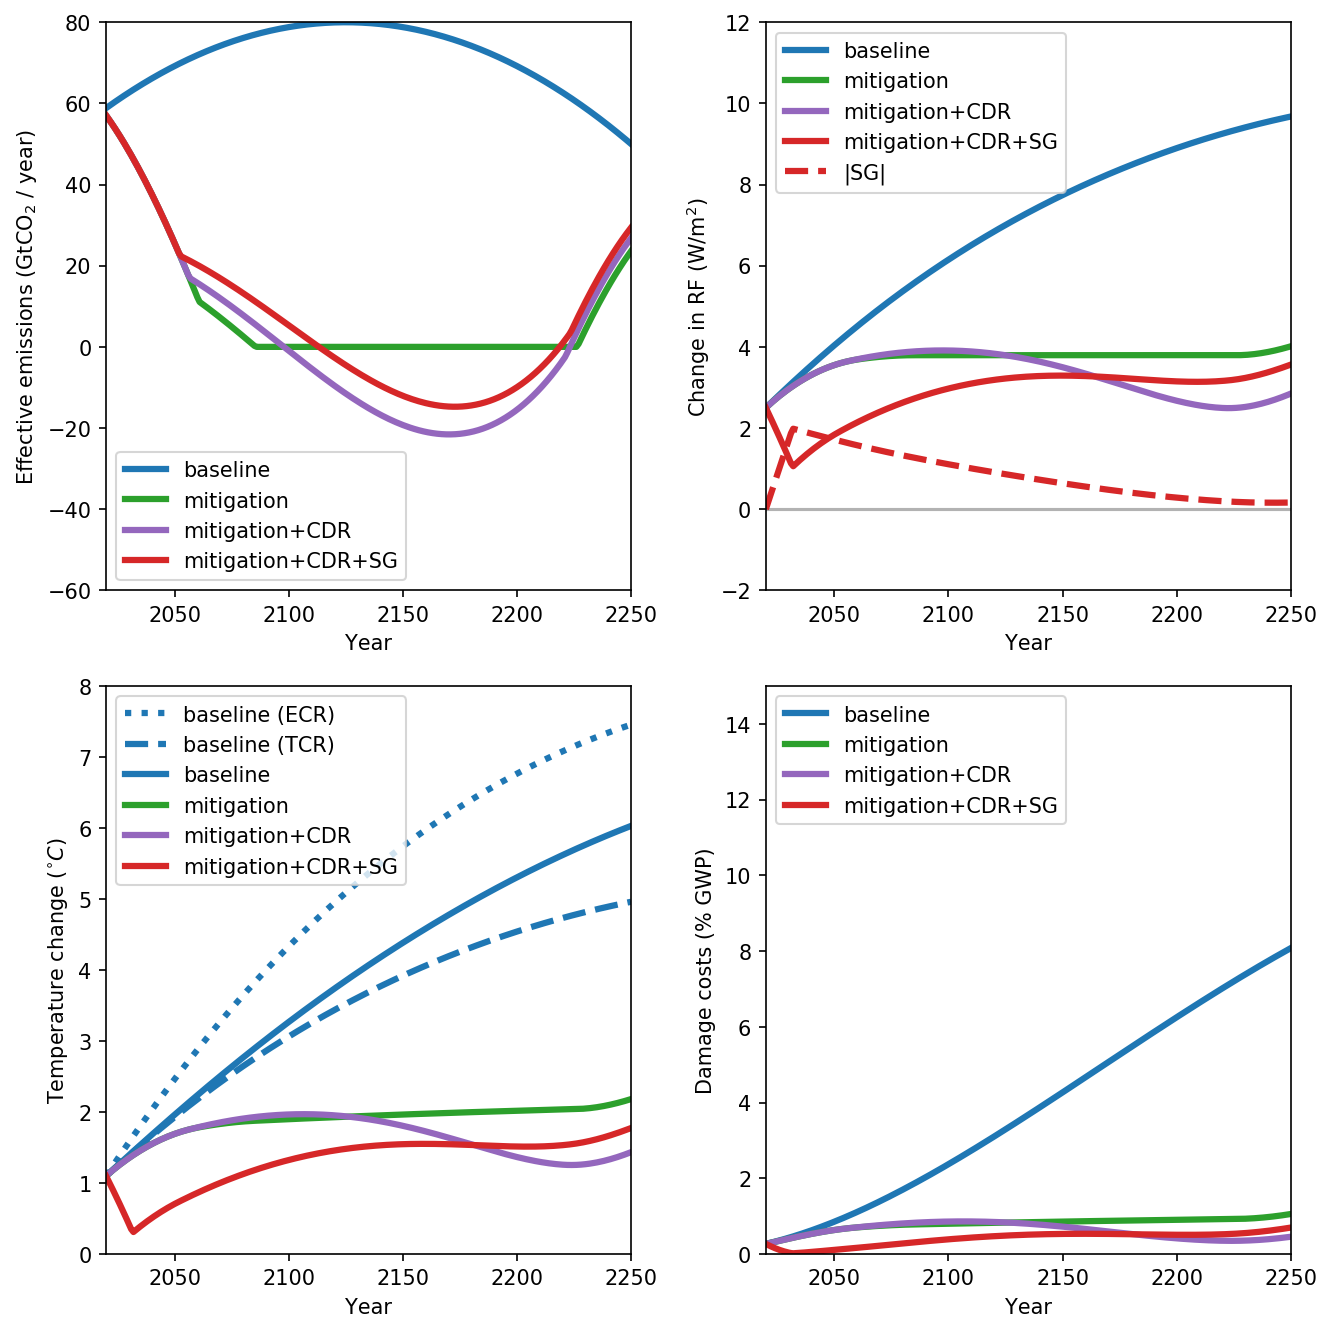 80
60
40
20
0
−20
−40
−60
Effective emissions (GtCO₂ / year)
baseline
mitigation
mitigation+CDR
mitigation+CDR+SG
2050 2100 2150 2200 2250
Year
12
10
8
6
4
2
0
−2
Change in RF (W/m²)
baseline
mitigation
mitigation+CDR
mitigation+CDR+SG
|SG|
2050 2100 2150 2200 2250
Year
8
7
6
5
4
3
2
1
0
Temperature change (°C)
baseline (ECR)
baseline (TCR)
baseline
mitigation
mitigation+CDR
mitigation+CDR+SG
2050 2100 2150 2200 2250
Year
14
12
10
8
6
4
2
0
Damage costs (% GWP)
baseline
mitigation
mitigation+CDR
mitigation+CDR+SG
2050 2100 2150 2200 2250
Year